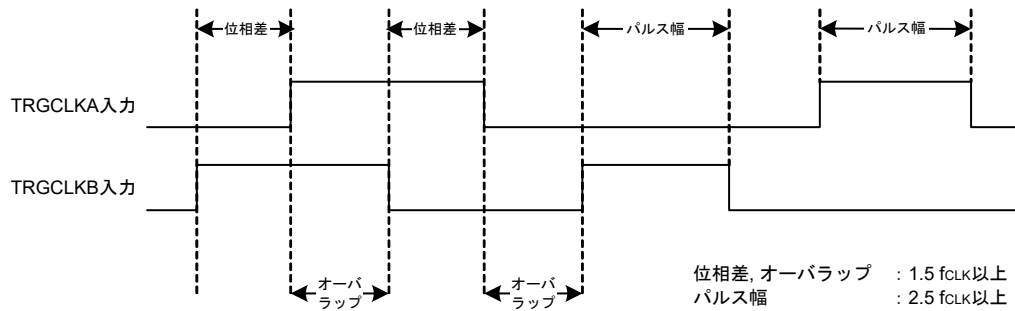 位相差 位相差 パルス幅 パルス幅
TRGCLKA入力
TRGCLKB入力
オーバ
ラップ
オーバ
ラップ
位相差, オーバラップ : 1.5 fCLK以上
パルス幅 : 2.5 fCLK以上